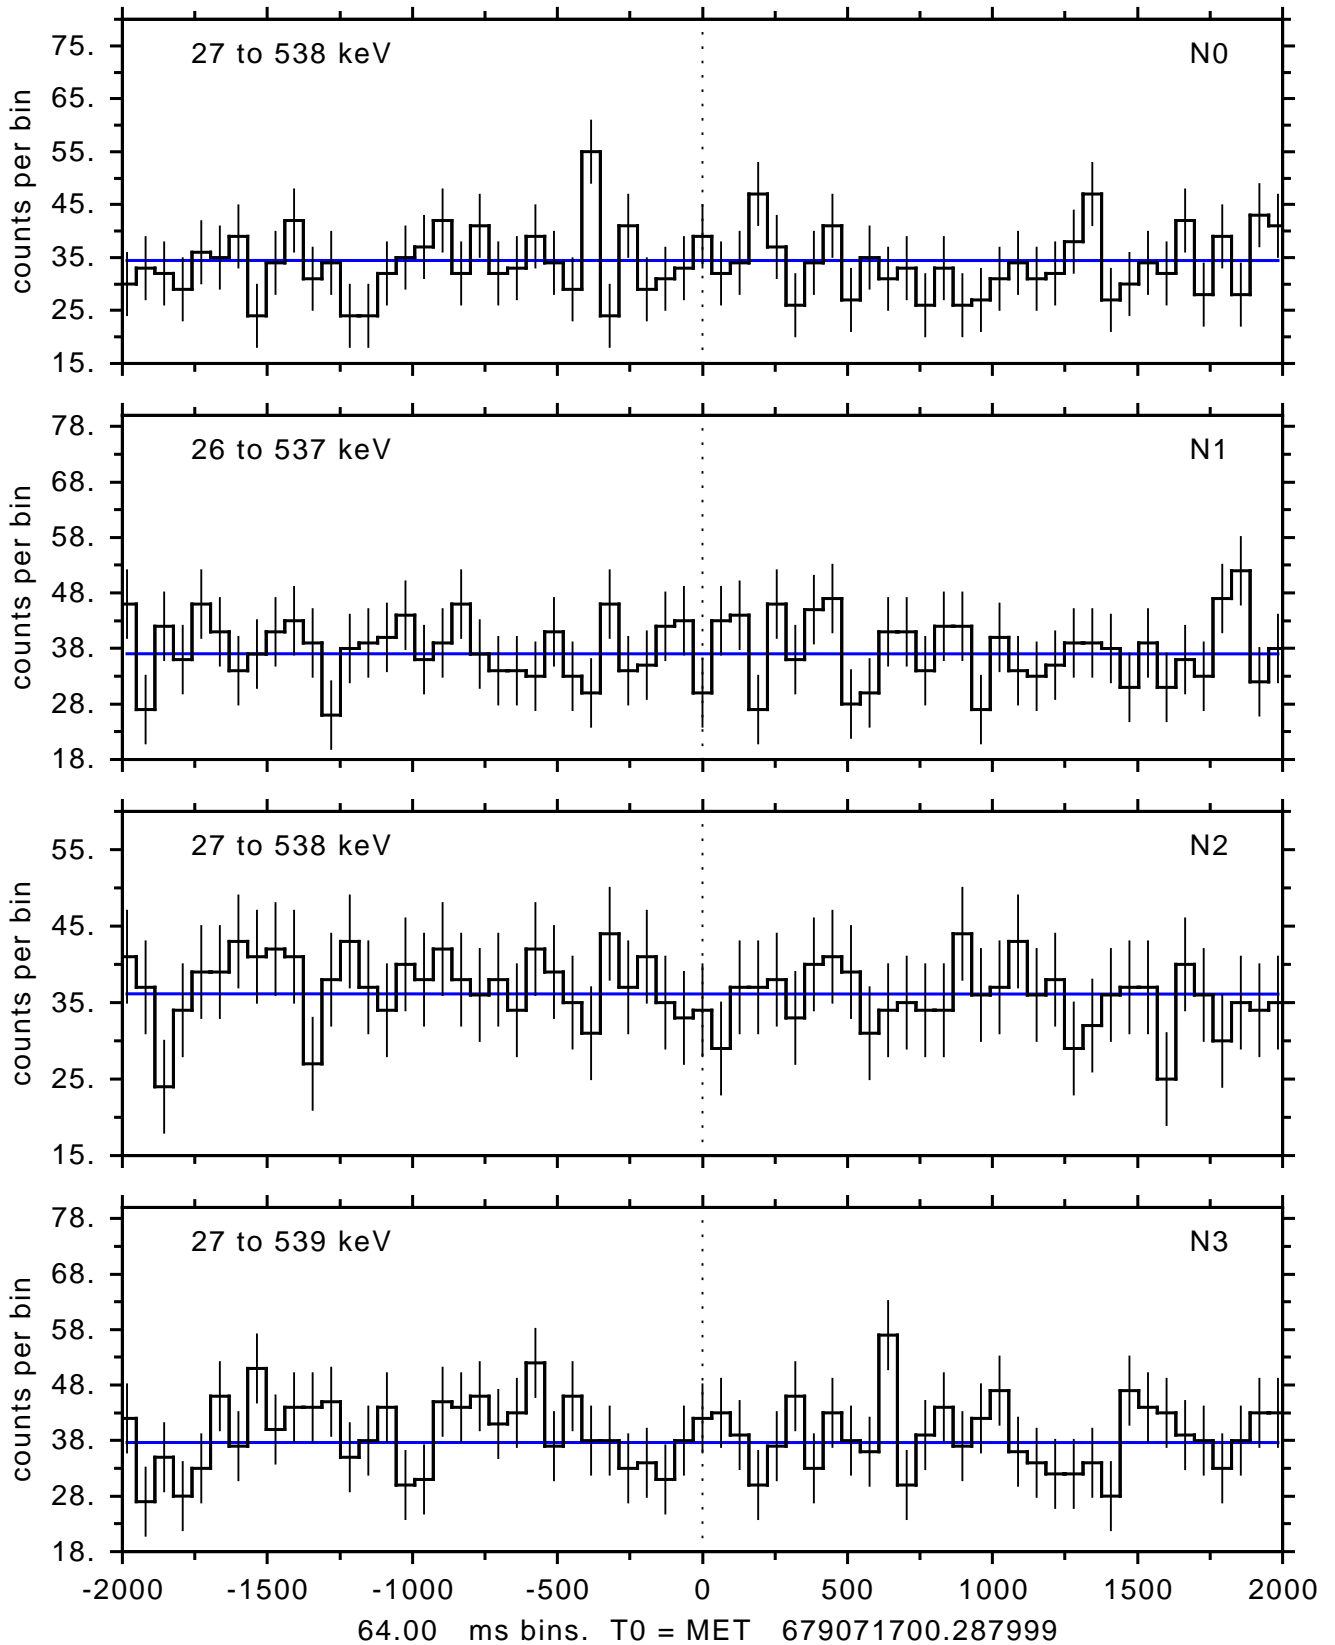 27 to 538 keV N0
75.
65.
55.
45.
35.
25.
15.
counts per bin
26 to 537 keV N1
78.
68.
58.
48.
38.
28.
18.
counts per bin
27 to 538 keV N2
55.
45.
35.
25.
15.
counts per bin
27 to 539 keV N3
78.
68.
58.
48.
38.
28.
18.
counts per bin
-2000 -1500 -1000 -500 0 500 1000 1500 2000
64.00 ms bins. T0 = MET 679071700.287999